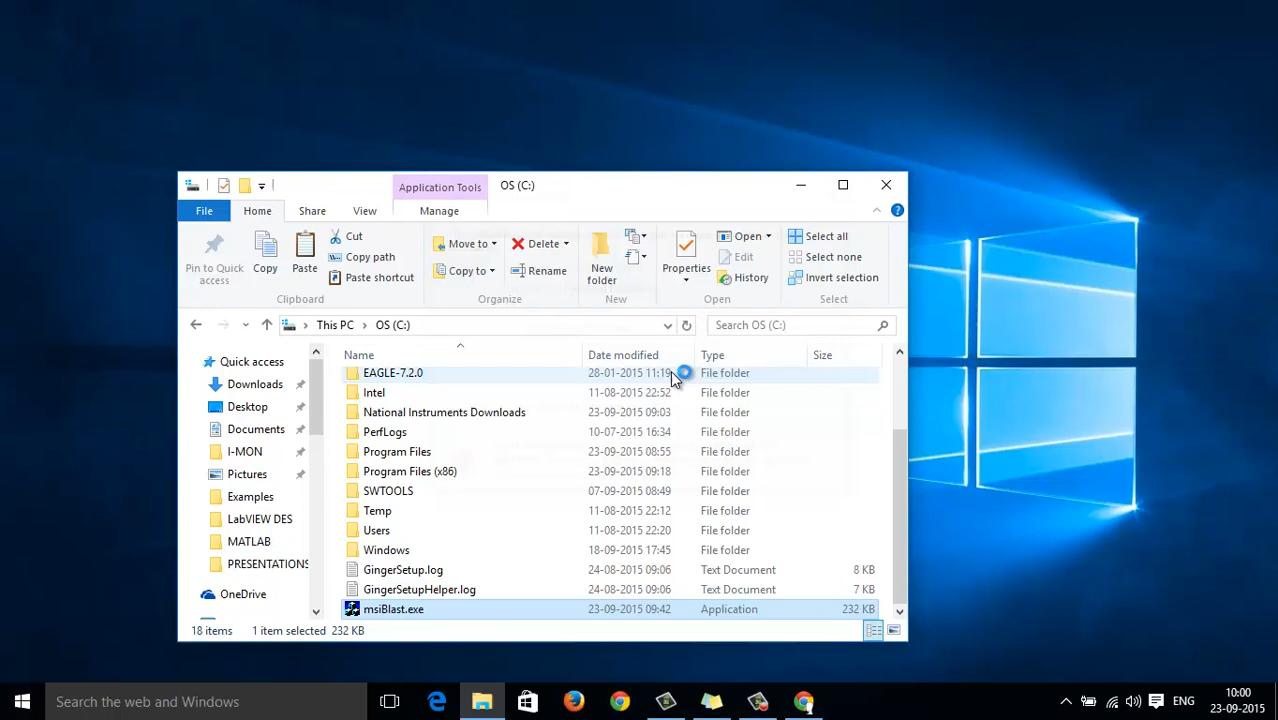 Application Tools OS (C:)
File Home Share View Manage
Pin to Quick access
Copy
Paste
Cut
Copy path
Paste shortcut
Clipboard
Move to
Copy to
Delete
Rename
Organize
New folder
New
Properties
Open
Edit
History
Open
Select all
Select none
Invert selection
Select
This PC OS (C:)
Search OS (C:)
Quick access
Downloads
Desktop
Documents
I-MON
Pictures
Examples
LabVIEW DES
MATLAB
PRESENTATIONS
OneDrive
Name Date modified Type Size
EAGLE-7.2.0 28-01-2015 11:19 File folder
Intel 11-08-2015 22:52 File folder
National Instruments Downloads 23-09-2015 09:03 File folder
PerfLogs 10-07-2015 16:34 File folder
Program Files 23-09-2015 08:55 File folder
Program Files (x86) 23-09-2015 09:18 File folder
SWTOOLS 07-09-2015 08:49 File folder
Temp 11-08-2015 22:12 File folder
Users 11-08-2015 22:20 File folder
Windows 18-09-2015 17:45 File folder
GingerSetup.log 24-08-2015 09:06 Text Document 8 KB
GingerSetupHelper.log 24-08-2015 09:06 Text Document 7 KB
msiBlast.exe 23-09-2015 09:42 Application 232 KB
18 items 1 item selected 232 KB
Search the web and Windows
ENG
10:00
23-09-2015